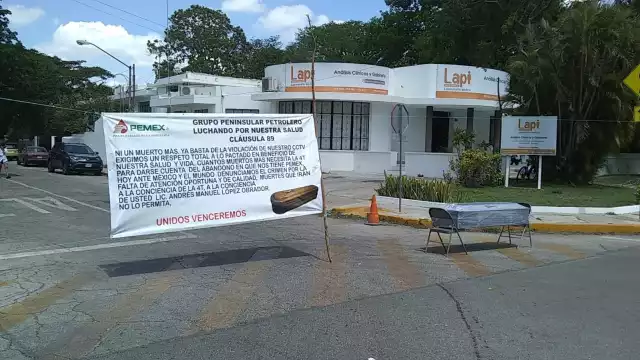 PEMEX
GRUPO PENINSULAR PETROLERO
LUCHANDO POR NUESTRA SALUD
CLÁUSULA 89
NI UN MUERTO MÁS. YA BASTA DE LA VIOLACIÓN DE NUESTRO CCTV
EXIGIMOS UN RESPETO TOTAL A LO PACTADO EN BENEFICIO DE
NUESTRA SALUD Y VIDA. CUANTOS MUERTOS MAS NECESITA LA 4T
PARA DARSE CUENTA DEL ABANDONO EN QUE NOS TIENE PEMEX.
HOY ANTE MEXICO Y EL MUNDO DENUNCIAMOS EL CRIMEN POR LA
FALTA DE ATENCIÓN OPORTUNA Y DE CALIDAD, MUERTES QUE IRAN
A LA CONCIENCIA DE LA 4T, A LA CONCIENCIA
DE USTED LIC. ANDRES MANUEL LÓPEZ OBRADOR.
NO LO PERMITA.
UNIDOS VENCEREMOS
Lapi
Análisis Clínicos y Gabinete
Lapi
Lapi